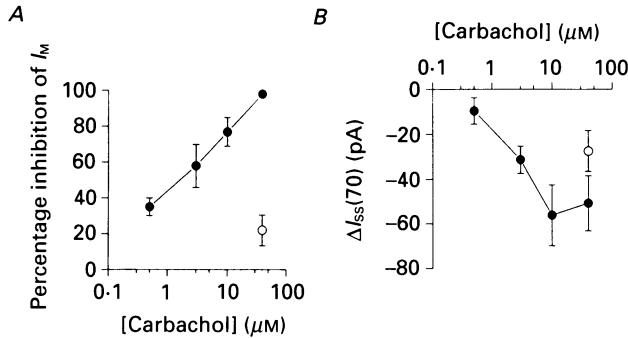 A
Percentage inhibition of I_M
100
80
60
40
20
0
0·1 1 10 100
[Carbachol] (μM)
B
[Carbachol] (μM)
0·1 1 10 100
0
−20
−40
−60
−80
ΔI_SS(70) (pA)